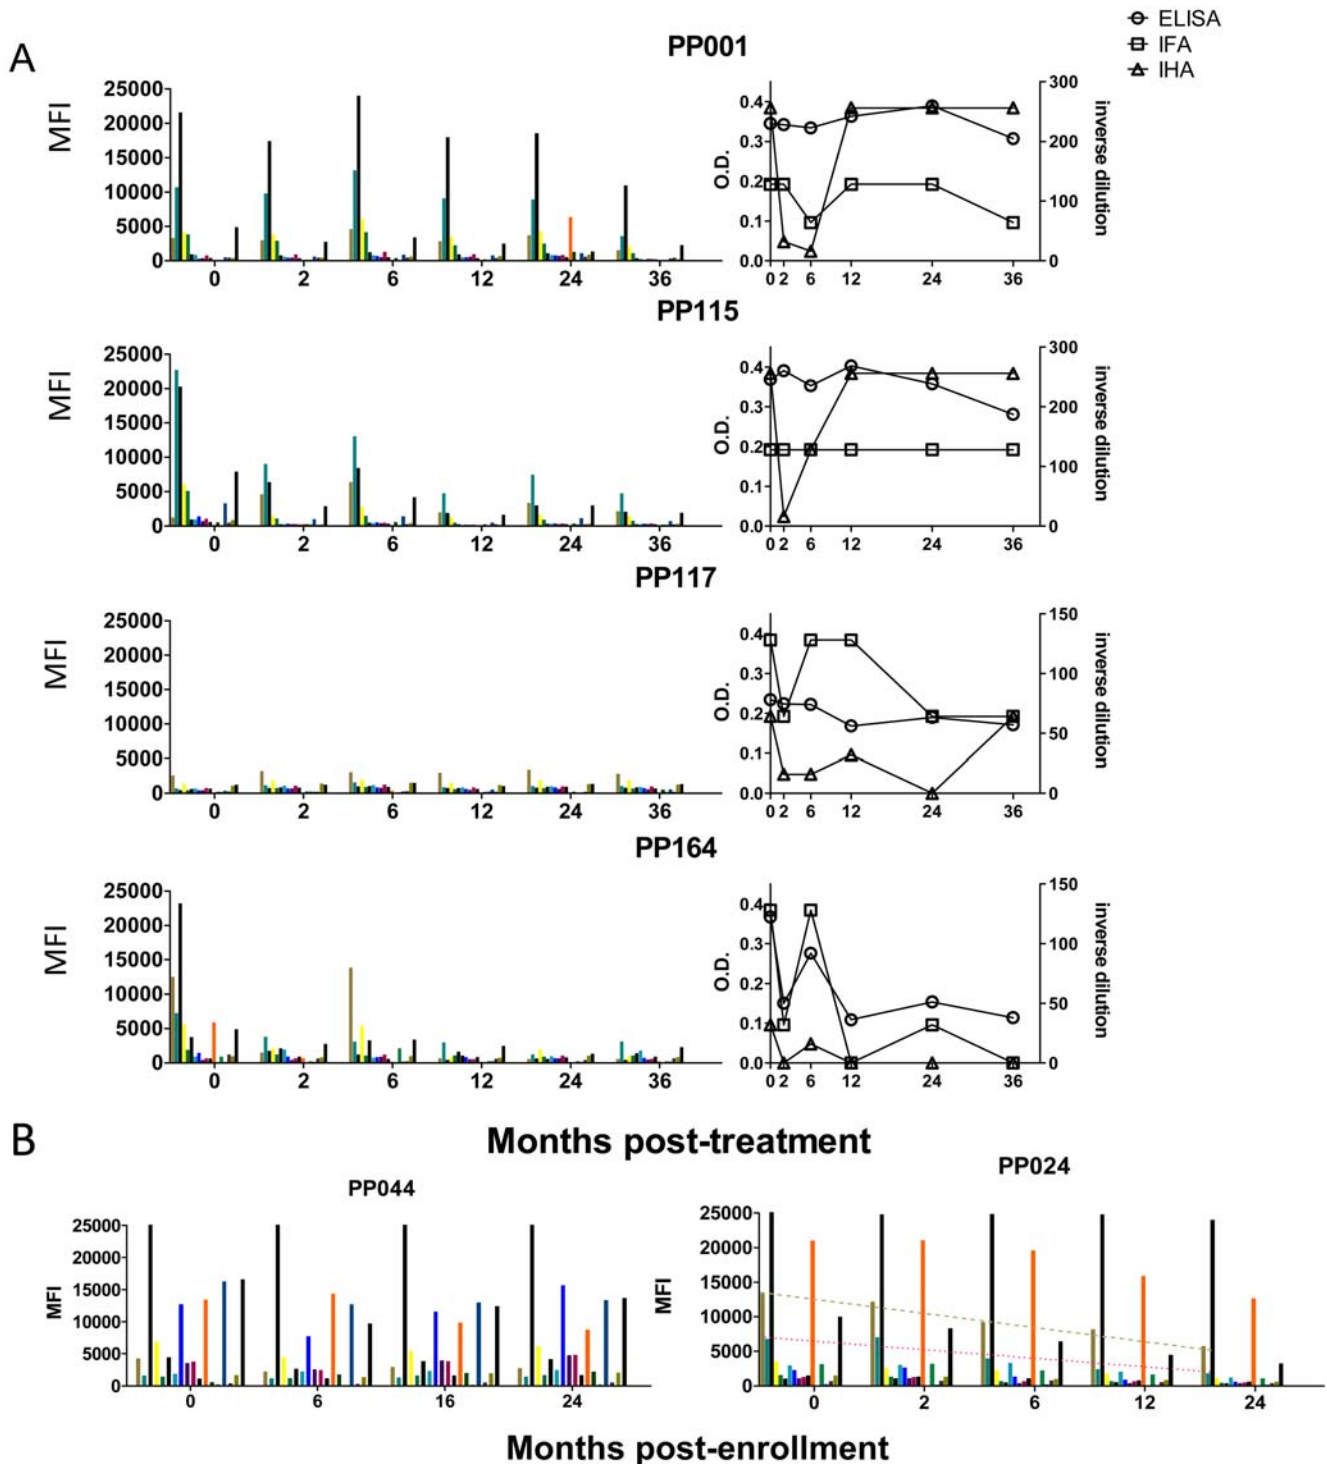 ELISA
IFA
IHA
A
PP001
MFI
25000
20000
15000
10000
5000
0
0 2 6 12 24 36
O.D.
0.4
0.3
0.2
0.1
0.0
0 2 6 12 24 36
300
200
100
0
inverse dilution
PP115
MFI
25000
20000
15000
10000
5000
0
0 2 6 12 24 36
O.D.
0.4
0.3
0.2
0.1
0.0
0 2 6 12 24 36
300
200
100
0
inverse dilution
PP117
MFI
25000
20000
15000
10000
5000
0
0 2 6 12 24 36
O.D.
0.4
0.3
0.2
0.1
0.0
0 2 6 12 24 36
150
100
50
0
inverse dilution
PP164
MFI
25000
20000
15000
10000
5000
0
0 2 6 12 24 36
O.D.
0.4
0.3
0.2
0.1
0.0
0 2 6 12 24 36
150
100
50
0
inverse dilution
Months post-treatment
B
PP044
MFI
25000
20000
15000
10000
5000
0
0 6 16 24
PP024
MFI
25000
20000
15000
10000
5000
0
0 2 6 12 24
Months post-enrollment